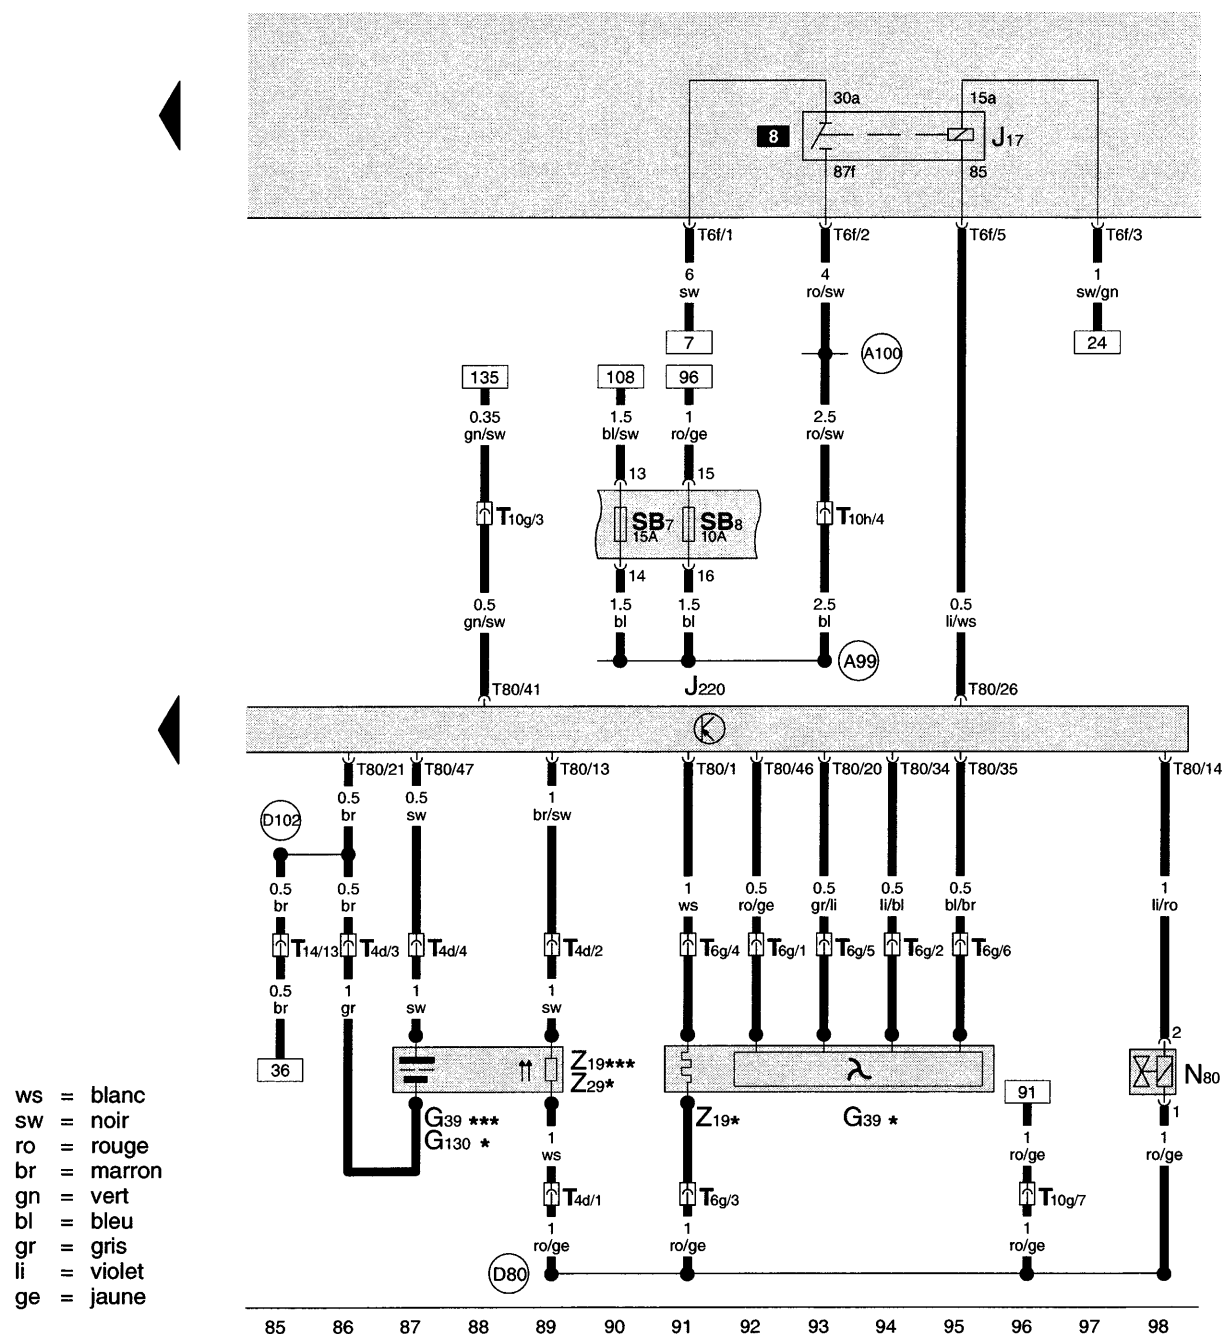 30a 15a
8 J17
87f 85
T6f/1 T6f/2 T6f/5 T6f/3
6 4 1
sw ro/sw sw/gn
7 A100 24
135 108 96
0.35 1.5 1 2.5
gn/sw bl/sw ro/ge ro/sw
13 15
T10g/3 SB7 SB8 T10h/4
15A 10A
14 16
0.5 1.5 1.5 2.5 0.5
gn/sw bl bl bl li/ws
A99
T80/41 J220 T80/26
T80/21 T80/47 T80/13 T80/1 T80/46 T80/20 T80/34 T80/35 T80/14
0.5 0.5 1
br sw br/sw
D102
0.5 0.5 1 0.5 0.5 0.5 0.5 1
br br ws ro/ge gr/li li/bl bl/br li/ro
T14/13 T4d/3 T4d/4 T4d/2 T6g/4 T6g/1 T6g/5 T6g/2 T6g/6
0.5 1 1 1
br gr sw sw
2
36 Z19*** N80
Z29*
91
1
G39 *** Z19* G39 *
G130 *
1 1 1
ws ro/ge ro/ge
T4d/1 T6g/3 T10g/7
1 1 1
ro/ge ro/ge ro/ge
D80
ws = blanc
sw = noir
ro = rouge
br = marron
gn = vert
bl = bleu
gr = gris
li = violet
ge = jaune
85 86 87 88 89 90 91 92 93 94 95 96 97 98